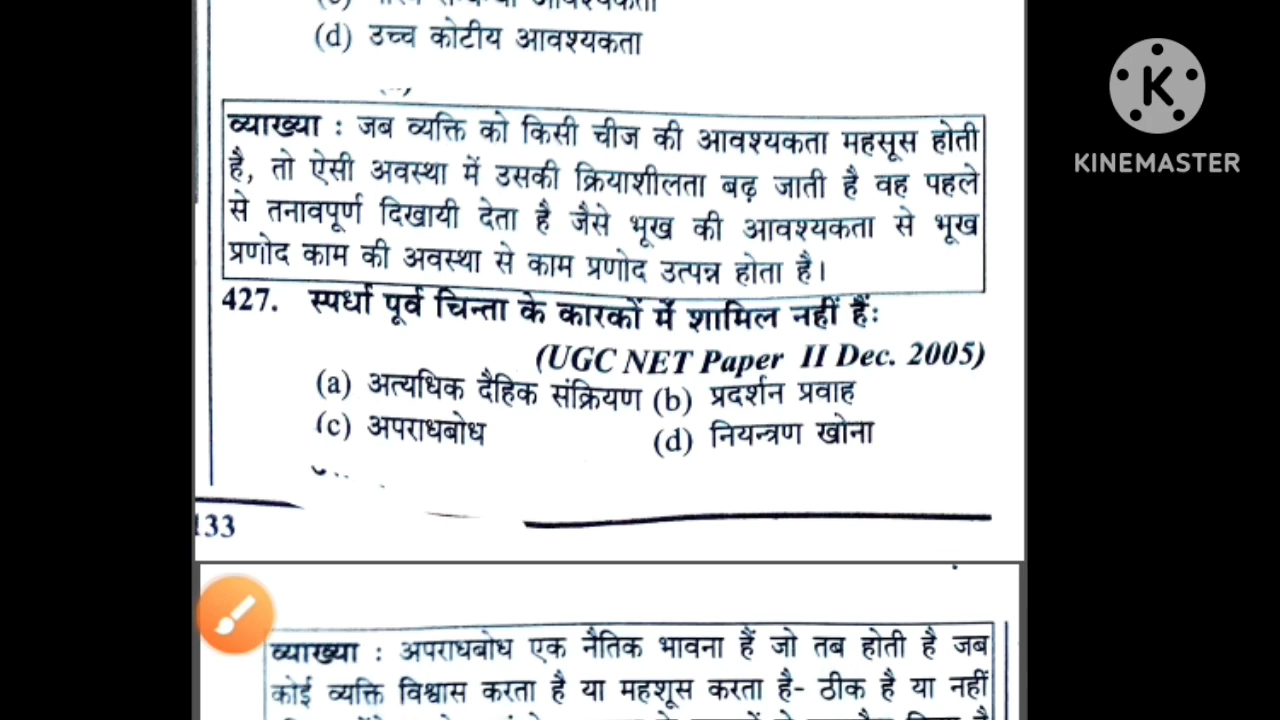 (d) उच्च कोटीय आवश्यकता
व्याख्या : जब व्यक्ति को किसी चीज की आवश्यकता महसूस होती
है, तो ऐसी अवस्था में उसकी क्रियाशीलता बढ़ जाती है वह पहले
से तनावपूर्ण दिखायी देता है जैसे भूख की आवश्यकता से भूख
प्रणोद काम की अवस्था से काम प्रणोद उत्पन्न होता है।
427. स्पर्धा पूर्व चिन्ता के कारकों में शामिल नहीं हैं:
(UGC NET Paper II Dec. 2005)
(a) अत्यधिक दैहिक संक्रियण (b) प्रदर्शन प्रवाह
(c) अपराधबोध (d) नियन्त्रण खोना
133
व्याख्या : अपराधबोध एक नैतिक भावना हैं जो तब होती है जब
कोई व्यक्ति विश्वास करता है या महशूस करता है- ठीक है या नहीं
KINEMASTER